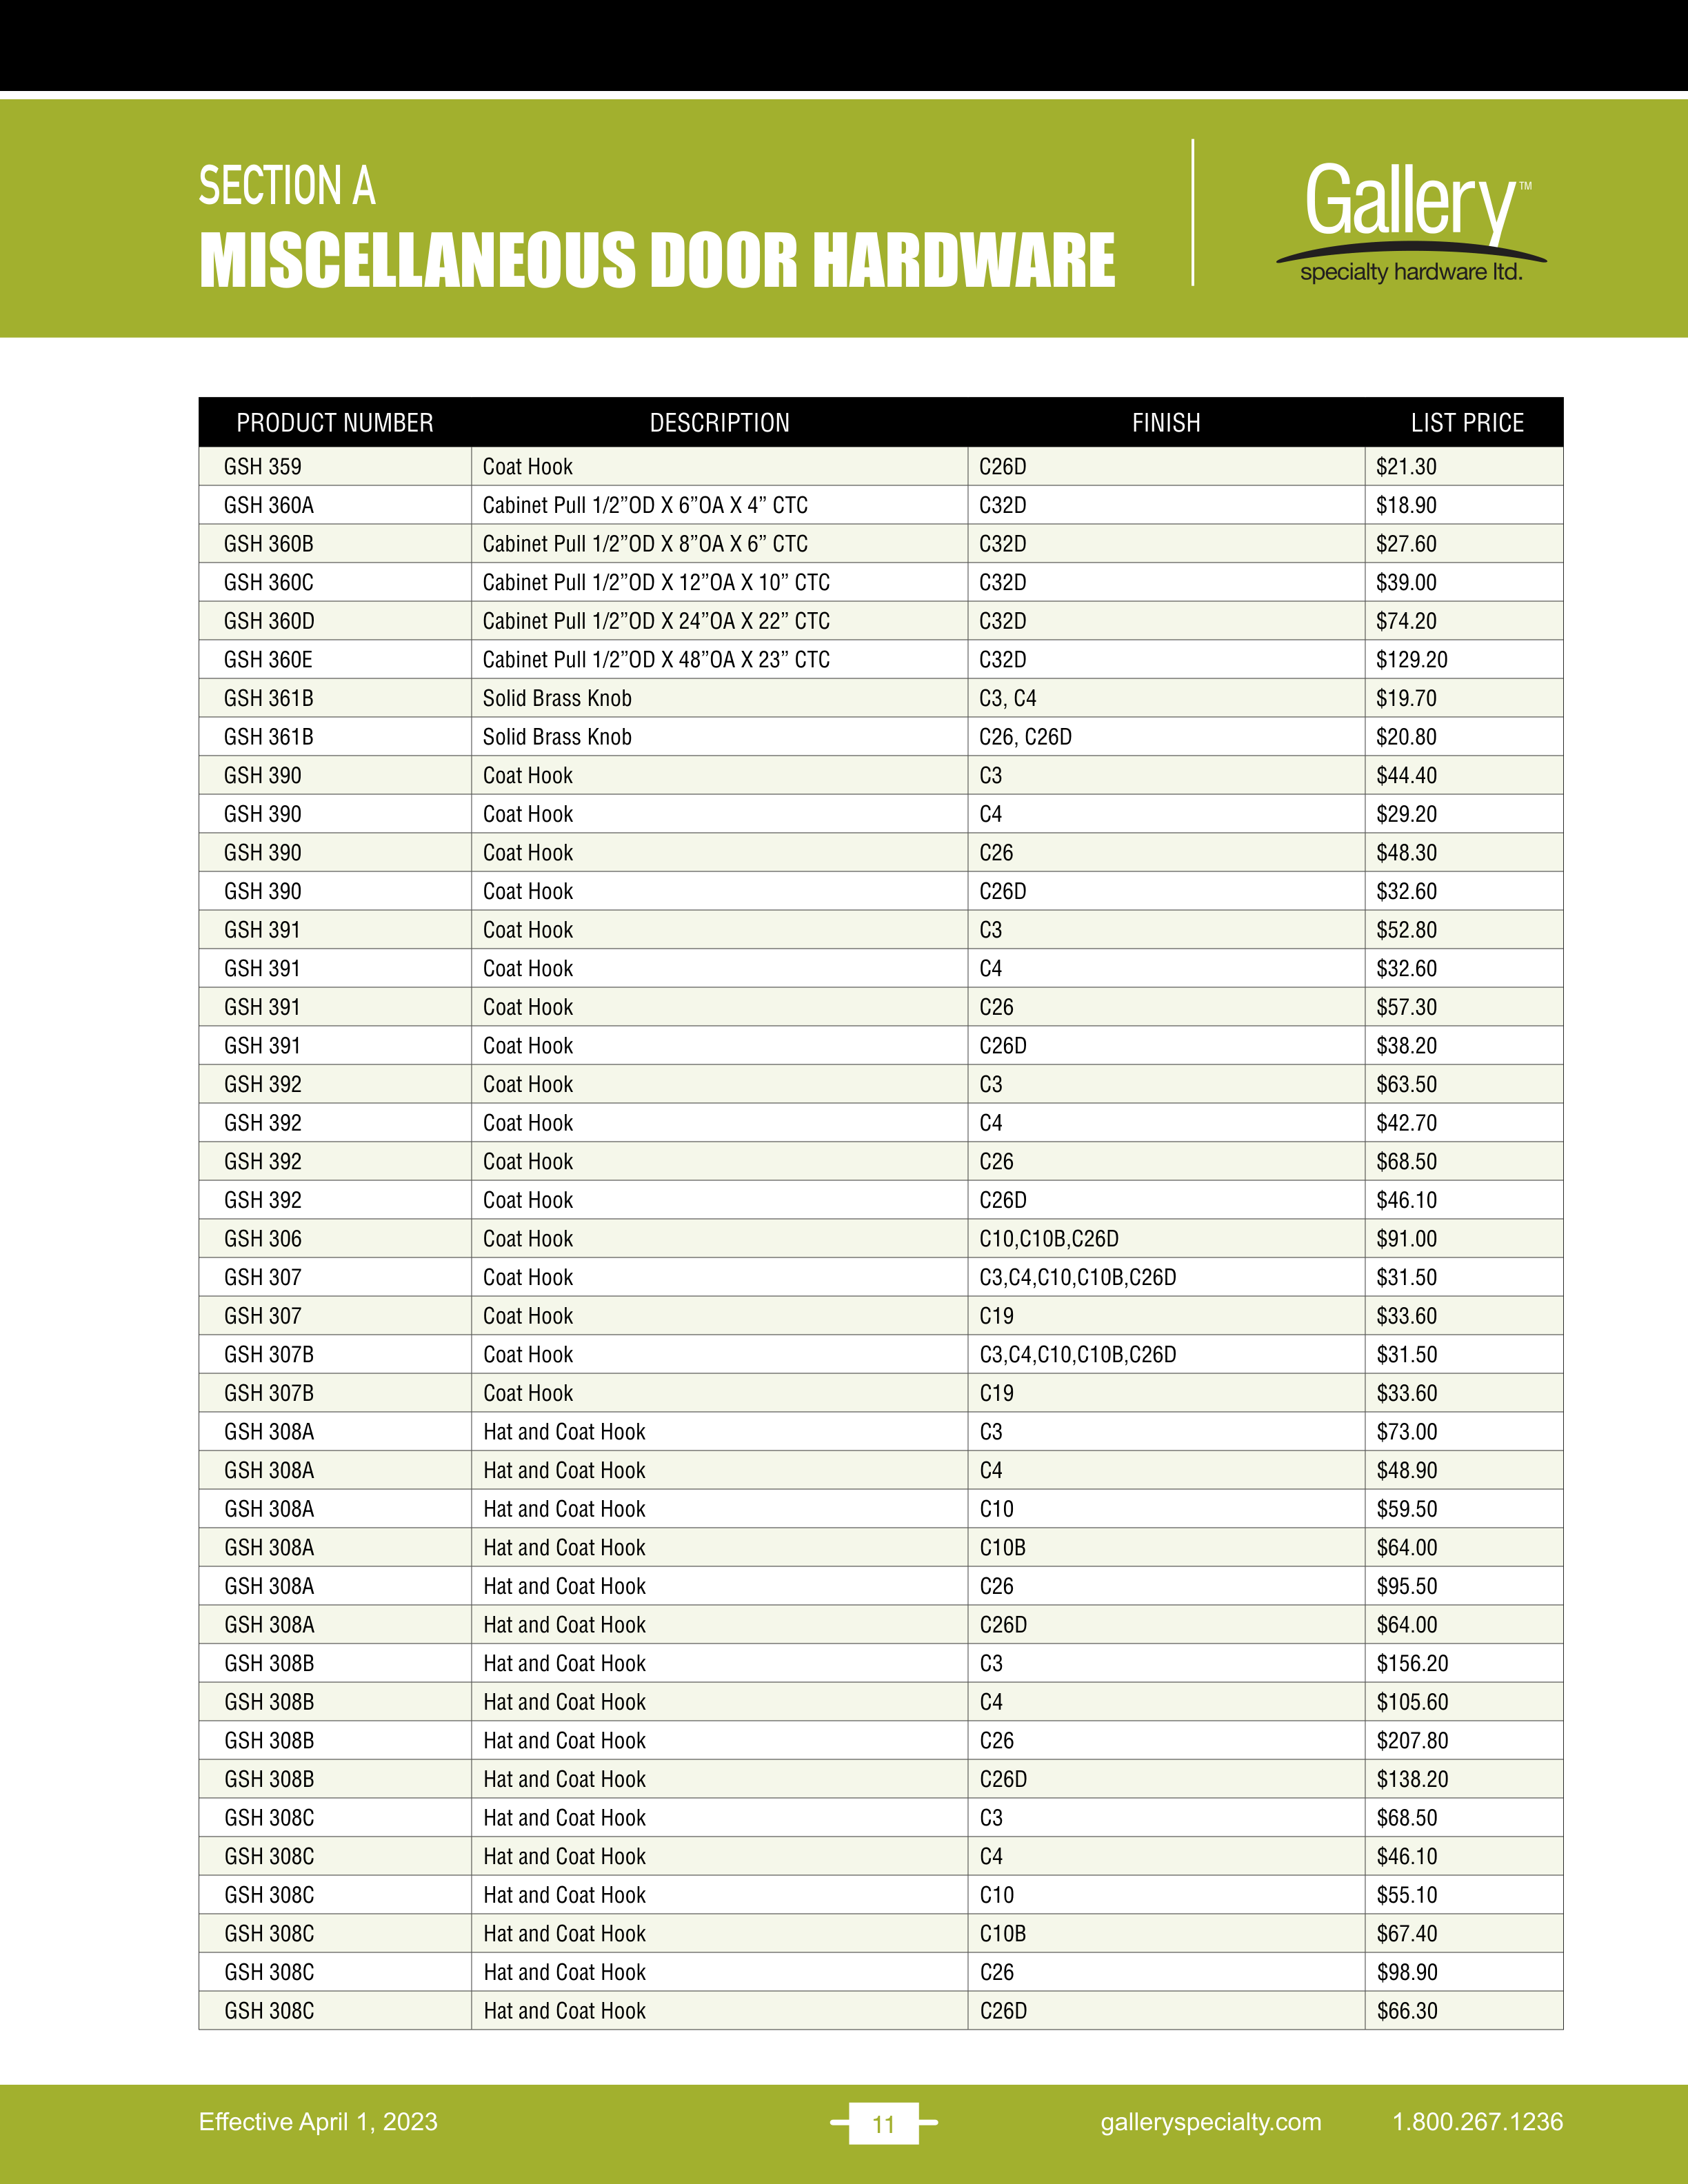 SECTION A
MISCELLANEOUS DOOR HARDWARE
Gallery™
specialty hardware ltd.
PRODUCT NUMBER DESCRIPTION FINISH LIST PRICE
GSH 359 Coat Hook C26D $21.30
GSH 360A Cabinet Pull 1/2”OD X 6”OA X 4” CTC C32D $18.90
GSH 360B Cabinet Pull 1/2”OD X 8”OA X 6” CTC C32D $27.60
GSH 360C Cabinet Pull 1/2”OD X 12”OA X 10” CTC C32D $39.00
GSH 360D Cabinet Pull 1/2”OD X 24”OA X 22” CTC C32D $74.20
GSH 360E Cabinet Pull 1/2”OD X 48”OA X 23” CTC C32D $129.20
GSH 361B Solid Brass Knob C3, C4 $19.70
GSH 361B Solid Brass Knob C26, C26D $20.80
GSH 390 Coat Hook C3 $44.40
GSH 390 Coat Hook C4 $29.20
GSH 390 Coat Hook C26 $48.30
GSH 390 Coat Hook C26D $32.60
GSH 391 Coat Hook C3 $52.80
GSH 391 Coat Hook C4 $32.60
GSH 391 Coat Hook C26 $57.30
GSH 391 Coat Hook C26D $38.20
GSH 392 Coat Hook C3 $63.50
GSH 392 Coat Hook C4 $42.70
GSH 392 Coat Hook C26 $68.50
GSH 392 Coat Hook C26D $46.10
GSH 306 Coat Hook C10,C10B,C26D $91.00
GSH 307 Coat Hook C3,C4,C10,C10B,C26D $31.50
GSH 307 Coat Hook C19 $33.60
GSH 307B Coat Hook C3,C4,C10,C10B,C26D $31.50
GSH 307B Coat Hook C19 $33.60
GSH 308A Hat and Coat Hook C3 $73.00
GSH 308A Hat and Coat Hook C4 $48.90
GSH 308A Hat and Coat Hook C10 $59.50
GSH 308A Hat and Coat Hook C10B $64.00
GSH 308A Hat and Coat Hook C26 $95.50
GSH 308A Hat and Coat Hook C26D $64.00
GSH 308B Hat and Coat Hook C3 $156.20
GSH 308B Hat and Coat Hook C4 $105.60
GSH 308B Hat and Coat Hook C26 $207.80
GSH 308B Hat and Coat Hook C26D $138.20
GSH 308C Hat and Coat Hook C3 $68.50
GSH 308C Hat and Coat Hook C4 $46.10
GSH 308C Hat and Coat Hook C10 $55.10
GSH 308C Hat and Coat Hook C10B $67.40
GSH 308C Hat and Coat Hook C26 $98.90
GSH 308C Hat and Coat Hook C26D $66.30
Effective April 1, 2023 11 galleryspecialty.com 1.800.267.1236